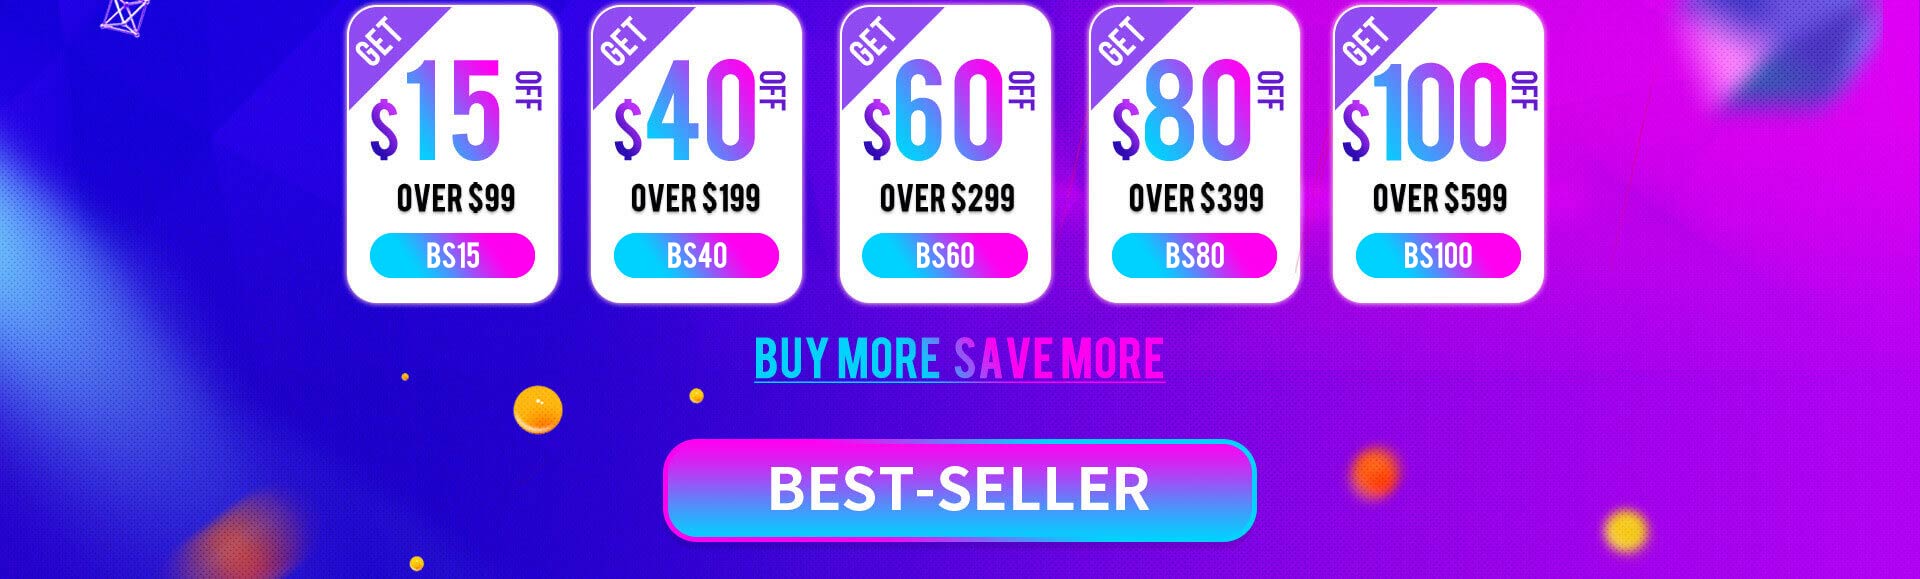 GET
$15 OFF
OVER $99
BS15
GET
$40 OFF
OVER $199
BS40
GET
$60 OFF
OVER $299
BS60
GET
$80 OFF
OVER $399
BS80
GET
$100 OFF
OVER $599
BS100
BUY MORE SAVE MORE
BEST-SELLER